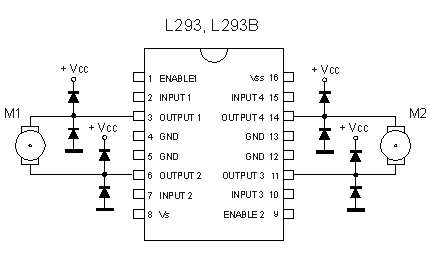 L293, L293B
+ Vcc
+ Vcc
1 ENABLE1 Vss 16
2 INPUT 1 INPUT 4 15
M1
3 OUTPUT 1 OUTPUT 4 14
M2
+ Vcc
+ Vcc
4 GND GND 13
5 GND GND 12
6 OUTPUT 2 OUTPUT 3 11
7 INPUT 2 INPUT 3 10
8 Vs ENABLE 2 9